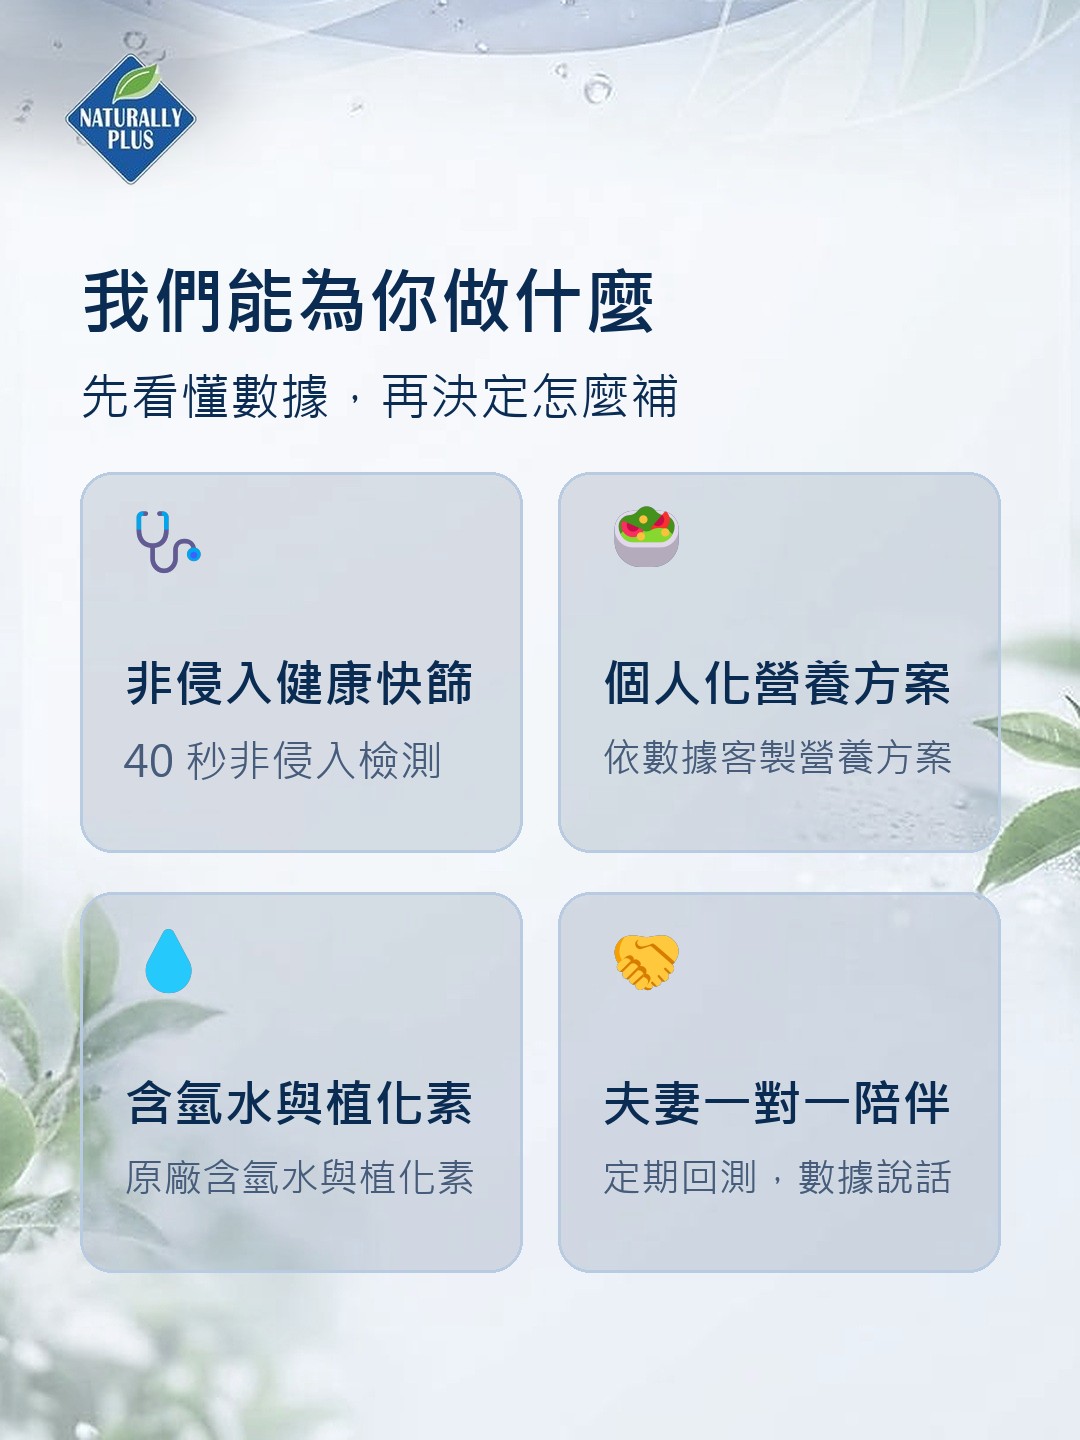 NATURALLY
PLUS
我們能為你做什麼
先看懂數據，再決定怎麼補
非侵入健康快篩
40 秒非侵入檢測
個人化營養方案
依數據客製營養方案
含氫水與植化素
原廠含氫水與植化素
夫妻一對一陪伴
定期回測，數據說話